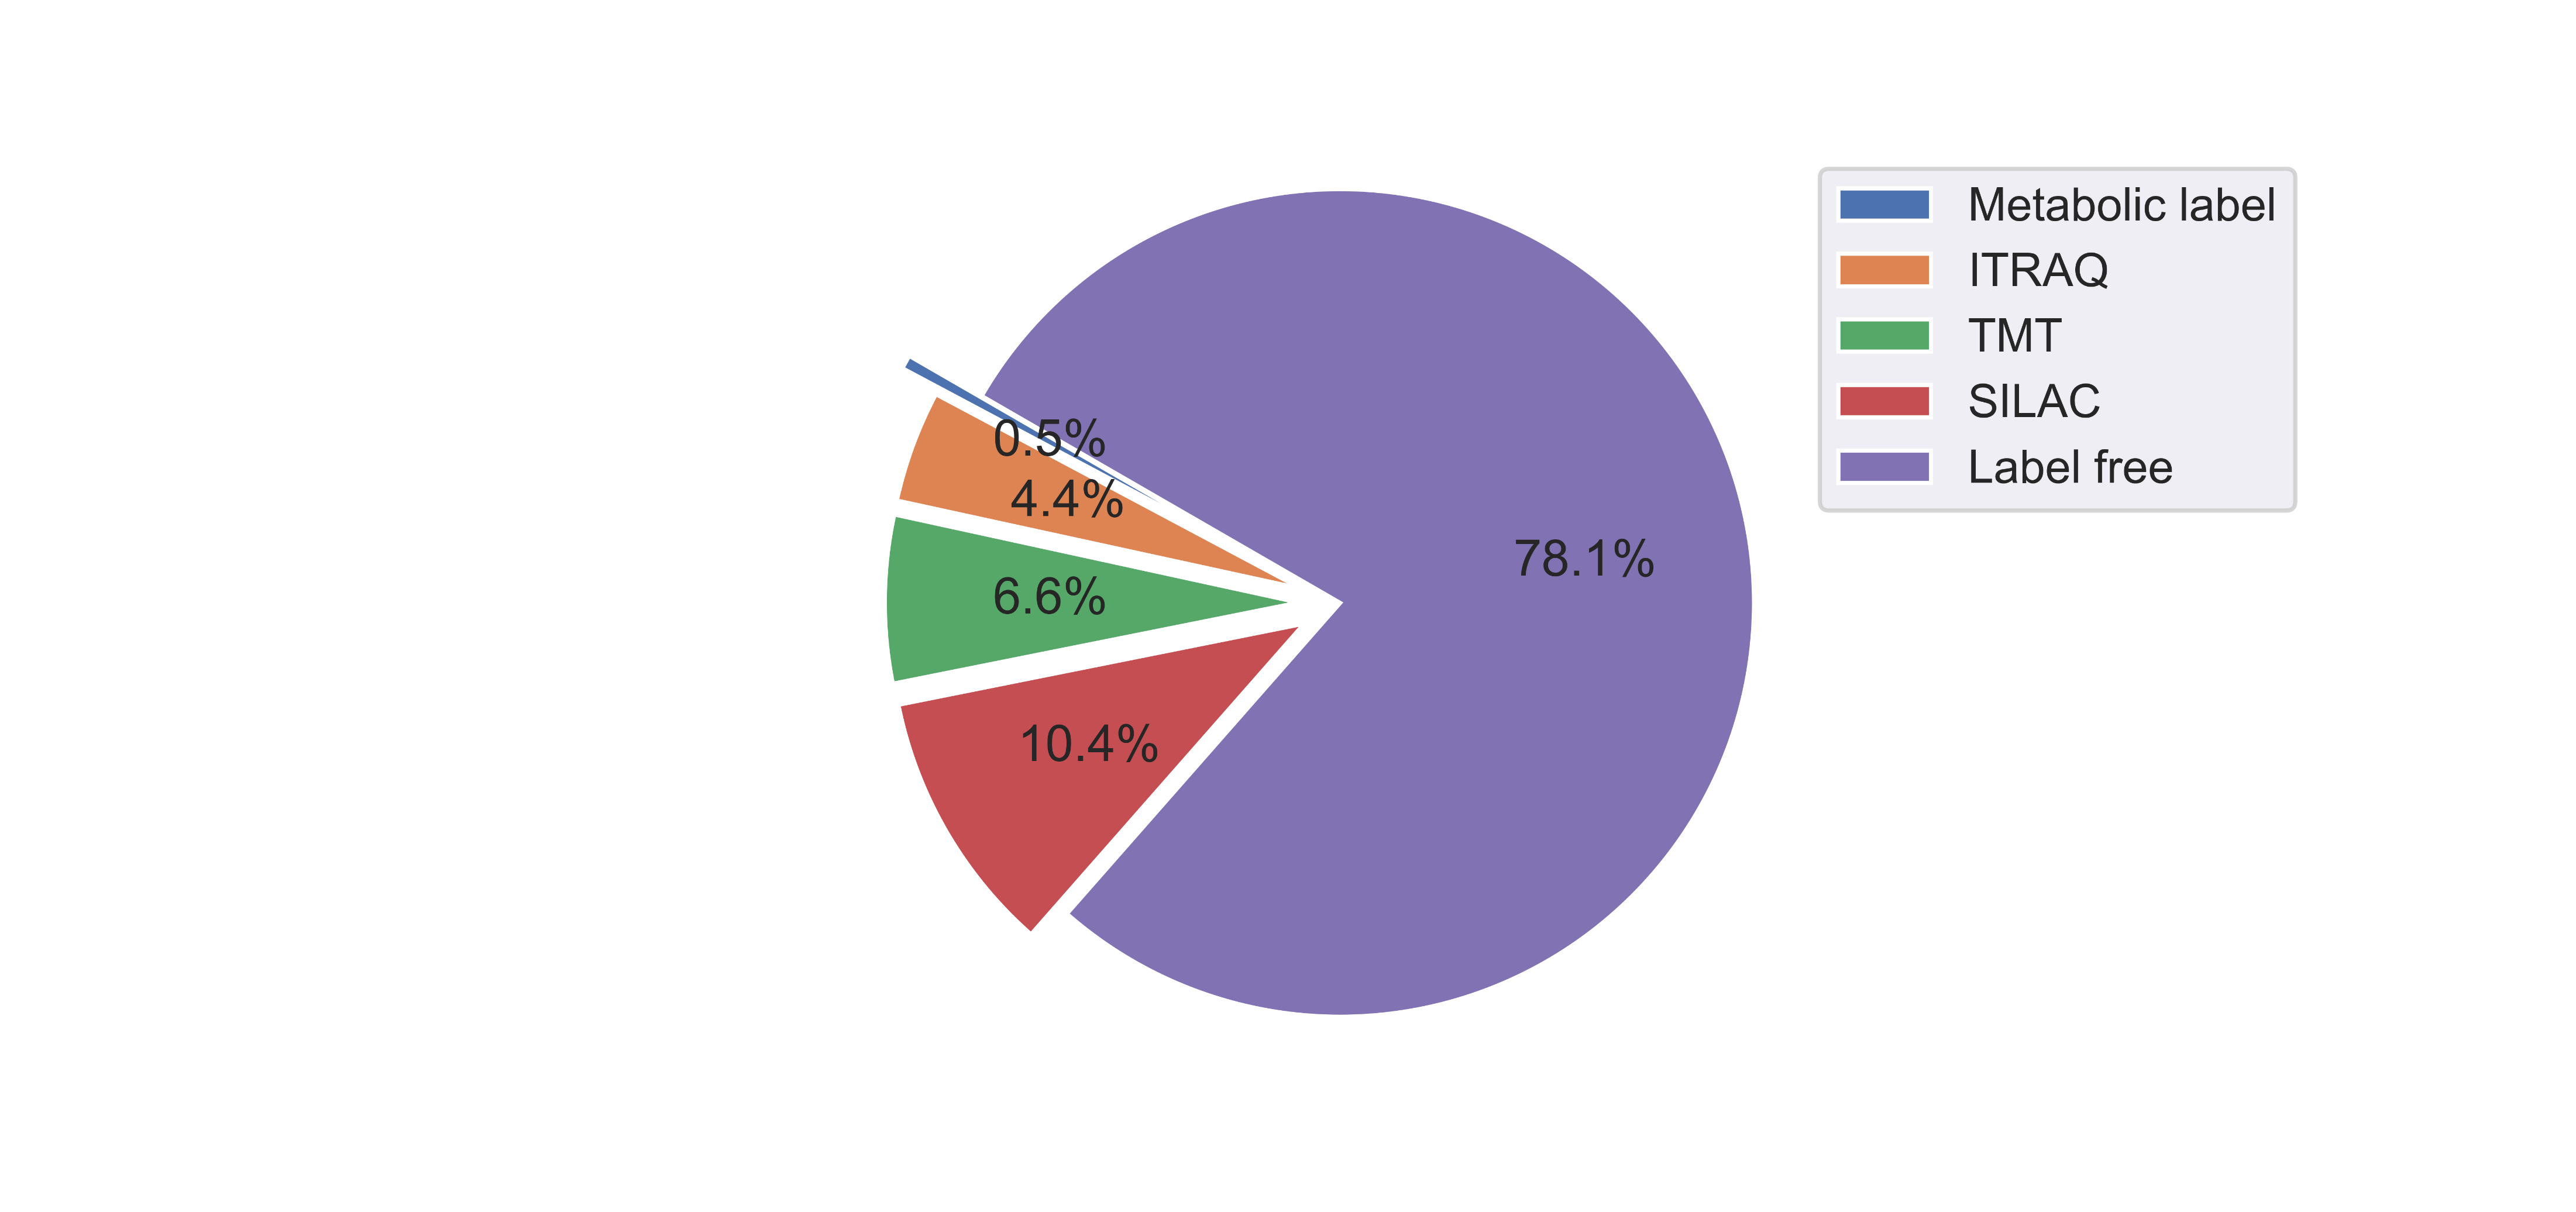 Metabolic label
ITRAQ
TMT
SILAC
Label free
0.5%
4.4%
78.1%
6.6%
10.4%